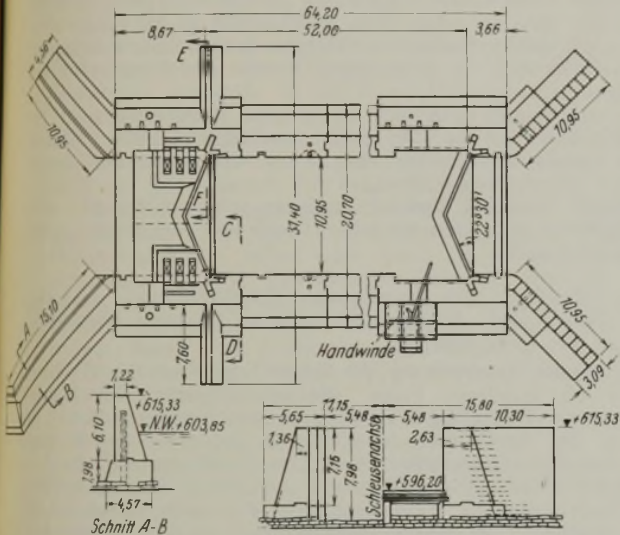 64,20
8,67 52,00 3,66
E
4,50
10,95
10,95
F
C
31,40
10,95
20,70
22°30'
A
15,10
B
7,60
D
Handwinde
10,95
3,09
1,22
+615,33
N.W.+603,85
6,10
1,98
4,57
Schnitt A-B
11,15 15,80
5,65 5,48 5,48 10,30
+615,33
1,36
7,15
7,98
Schleusenachse
2,63
+596,20